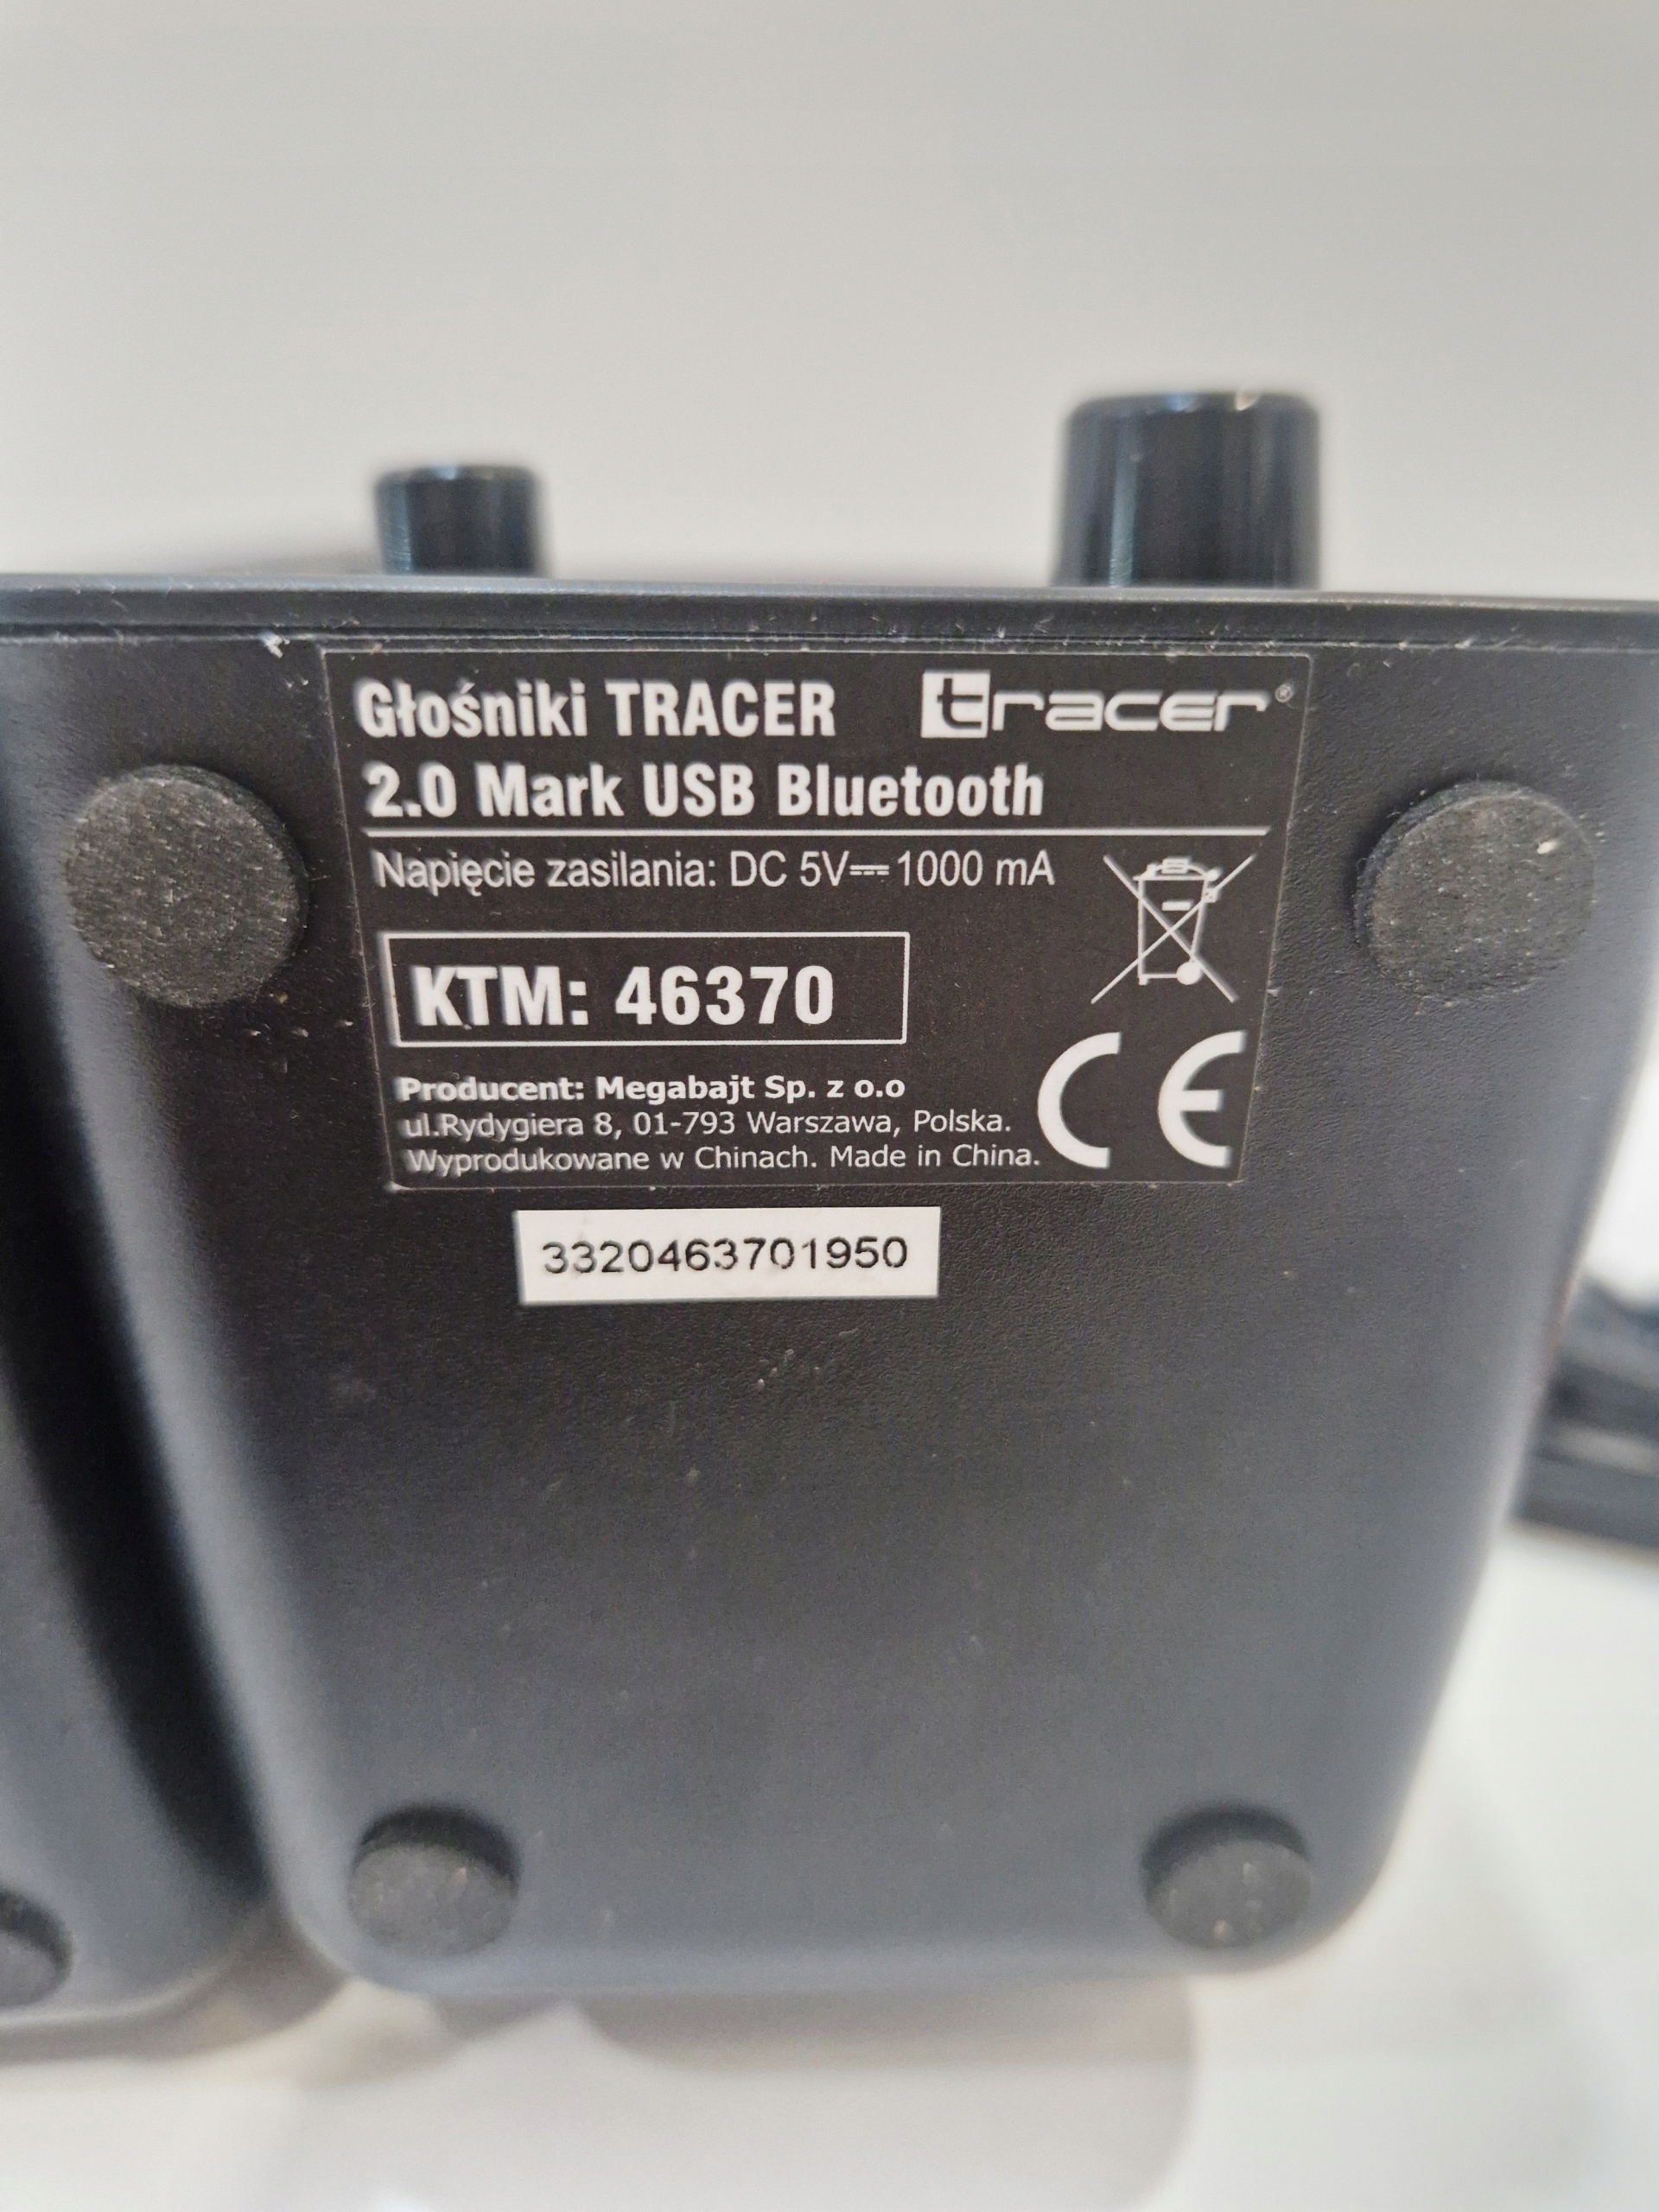 Głośniki TRACER tracer®
2.0 Mark USB Bluetooth
Napięcie zasilania: DC 5V⎓1000 mA
KTM: 46370
Producent: Megabajt Sp. z o.o
ul.Rydygiera 8, 01-793 Warszawa, Polska.
Wyprodukowane w Chinach. Made in China.
CE
3320463701950